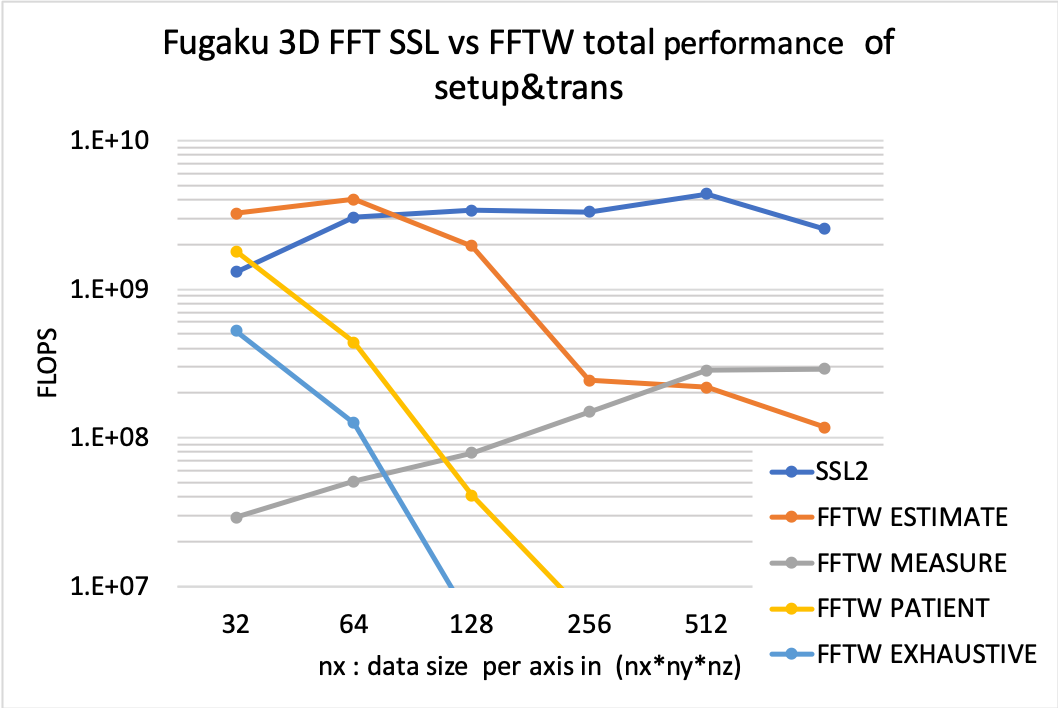 Fugaku 3D FFT SSL vs FFTW total performance of
setup&trans
1.E+10
1.E+09
1.E+08
1.E+07
FLOPS
32 64 128 256 512
nx : data size per axis in (nx*ny*nz)
SSL2
FFTW ESTIMATE
FFTW MEASURE
FFTW PATIENT
FFTW EXHAUSTIVE